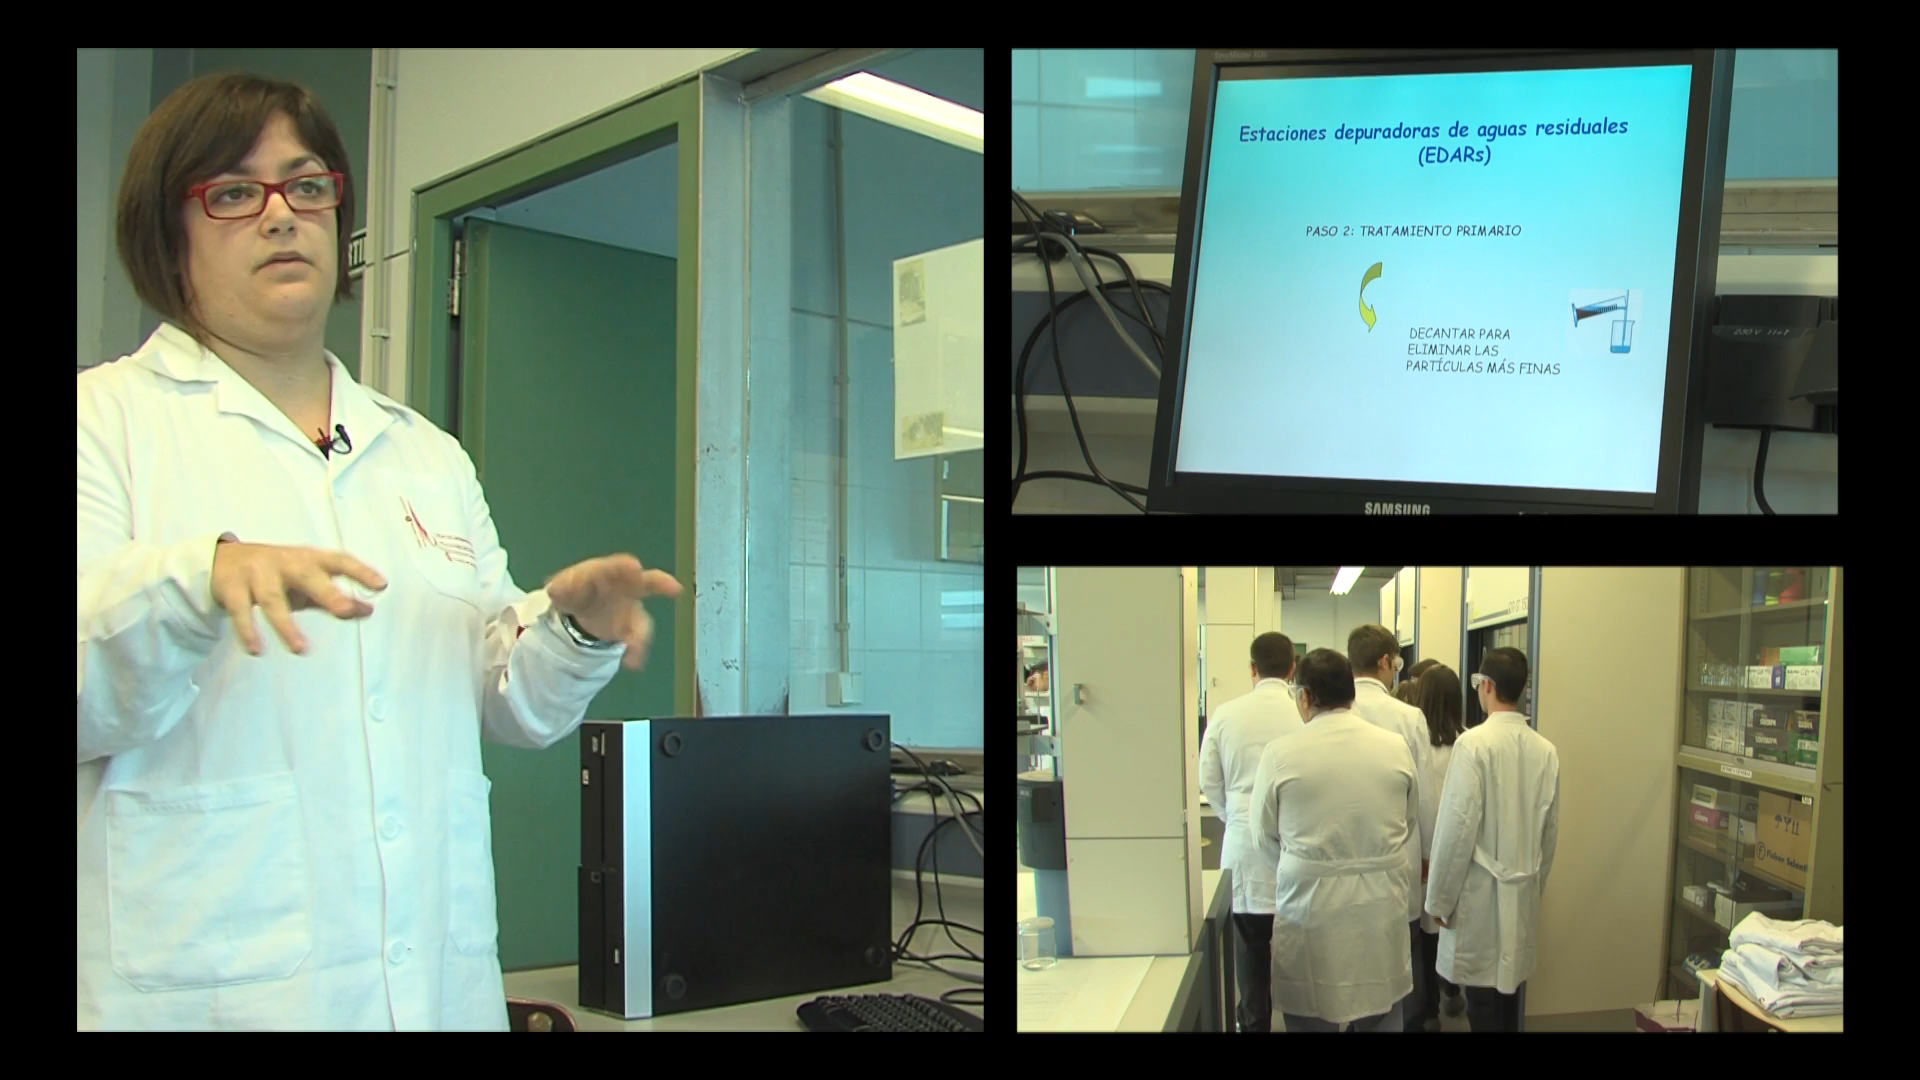 Estaciones depuradoras de aguas residuales
(EDARs)
PASO 2: TRATAMIENTO PRIMARIO
DECANTAR PARA
ELIMINAR LAS
PARTÍCULAS MÁS FINAS
SAMSUNG